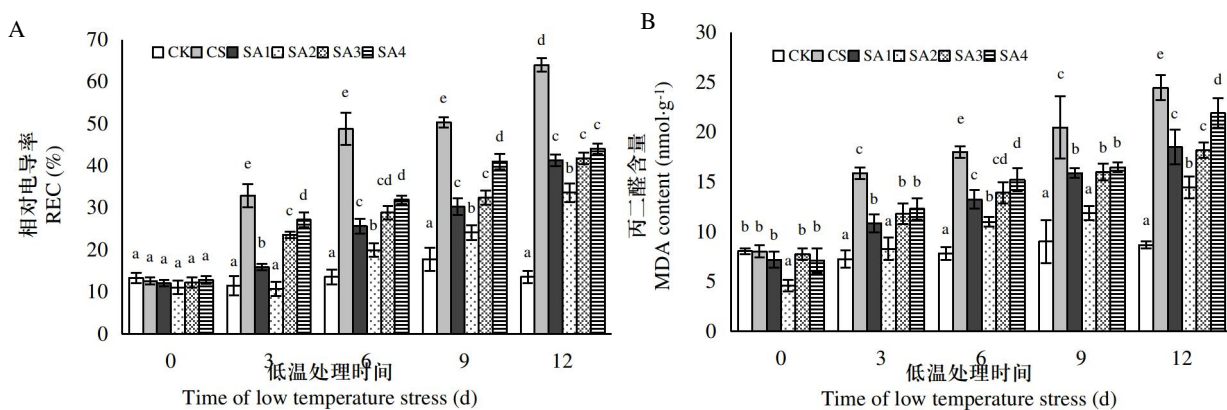 A
相对电导率
REC (%)
70
60
50
40
30
20
10
0
CK CS SA1 SA2 SA3 SA4
a a a a a a
a e b a c d
a e c b cd d
a e c b c d
a d c b c c
0 3 6 9 12
低温处理时间
Time of low temperature stress (d)
B
丙二醛含量
MDA content (nmol·g-1)
30
25
20
15
10
5
0
CK CS SA1 SA2 SA3 SA4
b b b a b b
a c b a b b
a e c b cd d
a c b a b b
a e c b c d
0 3 6 9 12
低温处理时间
Time of low temperature stress (d)